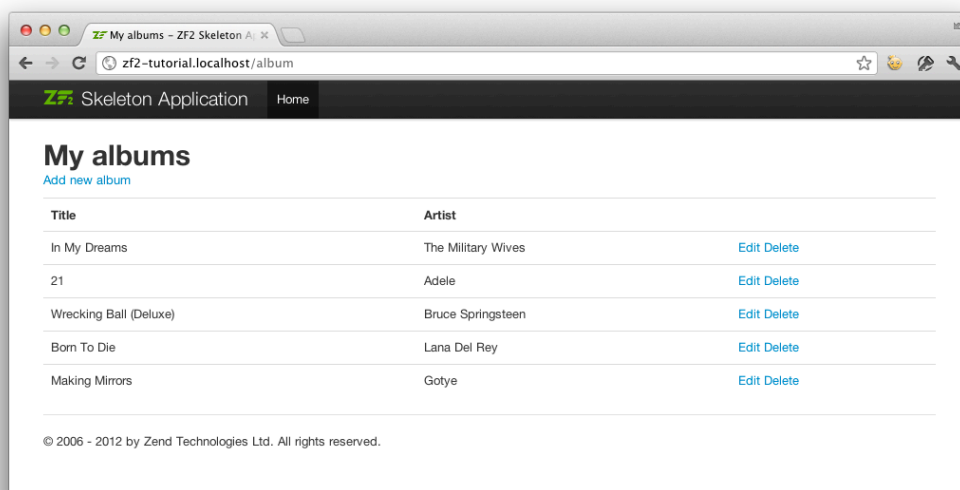 ZF My albums – ZF2 Skeleton A
zf2-tutorial.localhost/album
ZF2 Skeleton Application Home
My albums
Add new album
Title Artist
In My Dreams The Military Wives Edit Delete
21 Adele Edit Delete
Wrecking Ball (Deluxe) Bruce Springsteen Edit Delete
Born To Die Lana Del Rey Edit Delete
Making Mirrors Gotye Edit Delete
© 2006 - 2012 by Zend Technologies Ltd. All rights reserved.